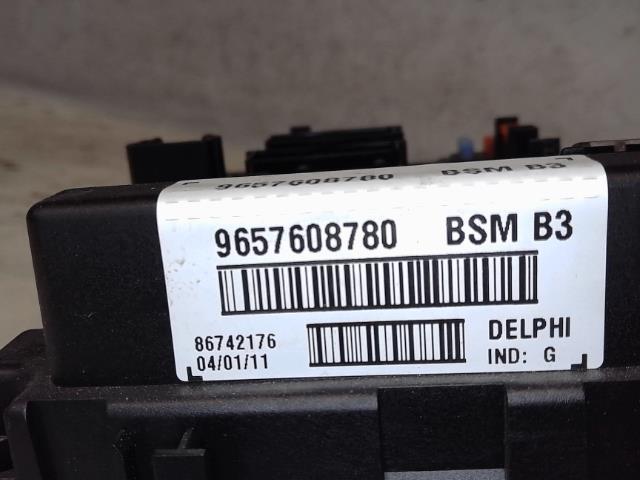 9657608780 BSM B3
9657608780 BSM B3
86742176 DELPHI
04/01/11 IND: G